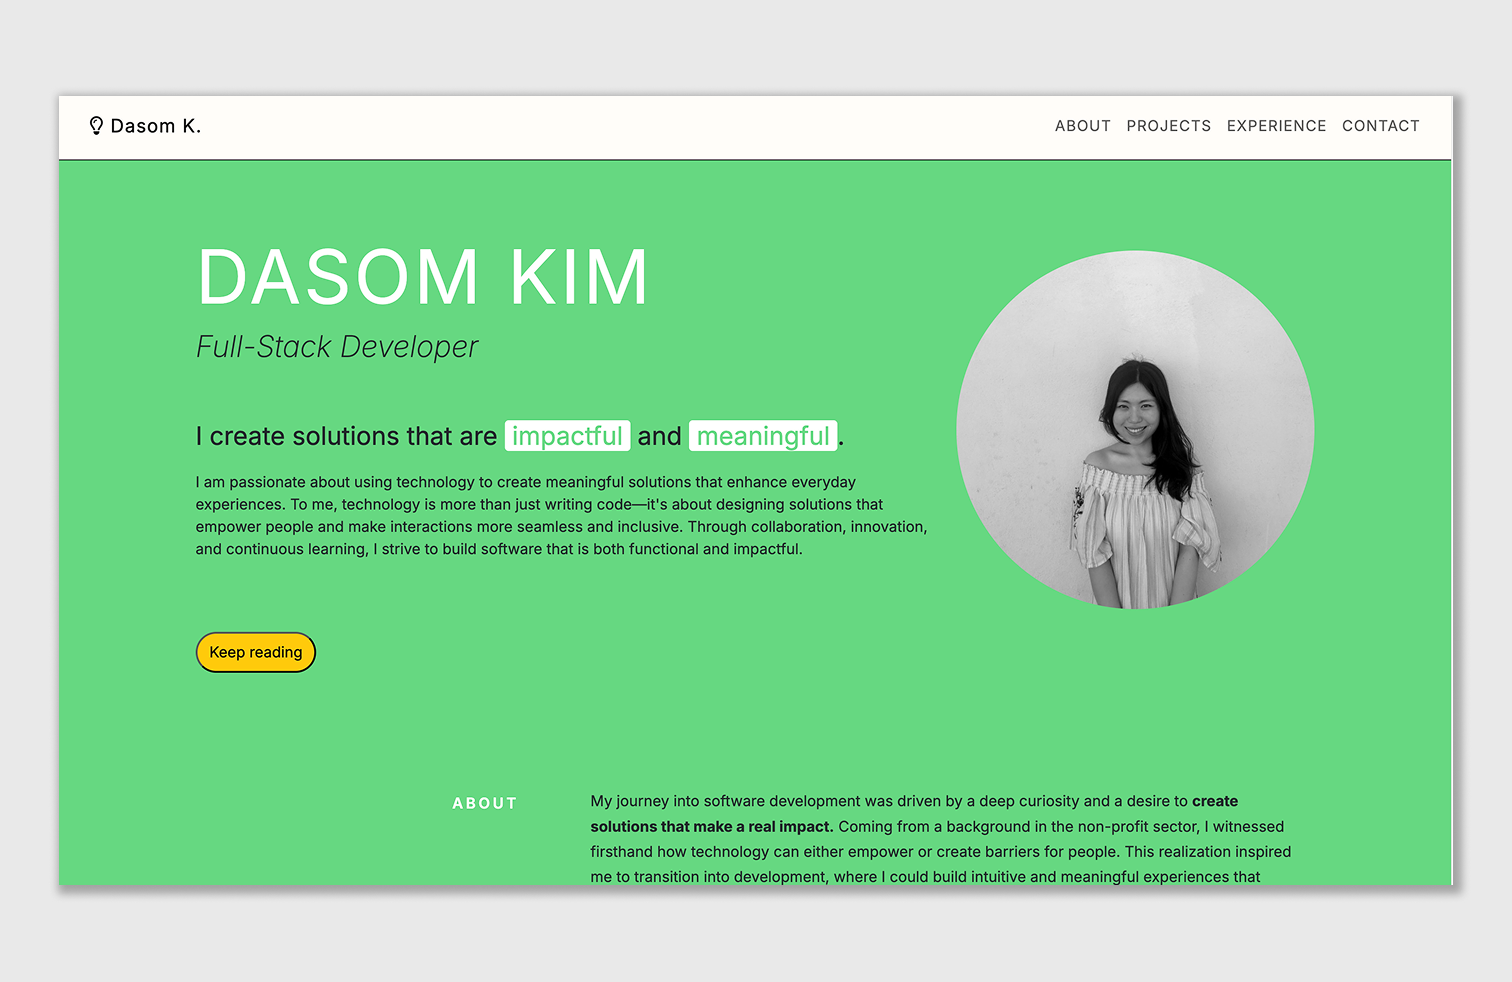 Dasom K.
ABOUT PROJECTS EXPERIENCE CONTACT
DASOM KIM
Full-Stack Developer
I create solutions that are impactful and meaningful.
I am passionate about using technology to create meaningful solutions that enhance everyday
experiences. To me, technology is more than just writing code—it's about designing solutions that
empower people and make interactions more seamless and inclusive. Through collaboration, innovation,
and continuous learning, I strive to build software that is both functional and impactful.
Keep reading
ABOUT
My journey into software development was driven by a deep curiosity and a desire to create
solutions that make a real impact. Coming from a background in the non-profit sector, I witnessed
firsthand how technology can either empower or create barriers for people. This realization inspired
me to transition into development, where I could build intuitive and meaningful experiences that